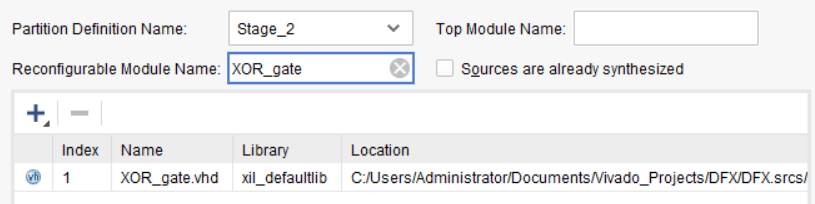 Partition Definition Name: Stage_2 Top Module Name:
Reconfigurable Module Name: XOR_gate Sources are already synthesized
Index Name Library Location
vh 1 XOR_gate.vhd xil_defaultlib C:/Users/Administrator/Documents/Vivado_Projects/DFX/DFX.srcs/